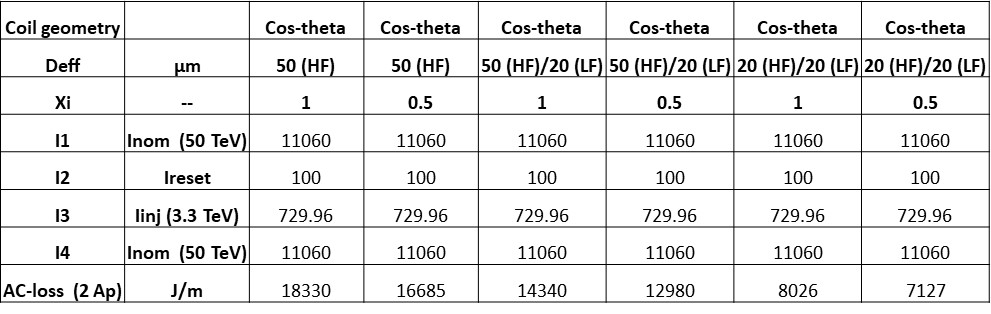 Coil geometry Cos-theta Cos-theta Cos-theta Cos-theta Cos-theta Cos-theta
Deff µm 50 (HF) 50 (HF) 50 (HF)/20 (LF) 50 (HF)/20 (LF) 20 (HF)/20 (LF) 20 (HF)/20 (LF)
Xi -- 1 0.5 1 0.5 1 0.5
I1 Inom (50 TeV) 11060 11060 11060 11060 11060 11060
I2 Ireset 100 100 100 100 100 100
I3 Iinj (3.3 TeV) 729.96 729.96 729.96 729.96 729.96 729.96
I4 Inom (50 TeV) 11060 11060 11060 11060 11060 11060
AC-loss (2 Ap) J/m 18330 16685 14340 12980 8026 7127